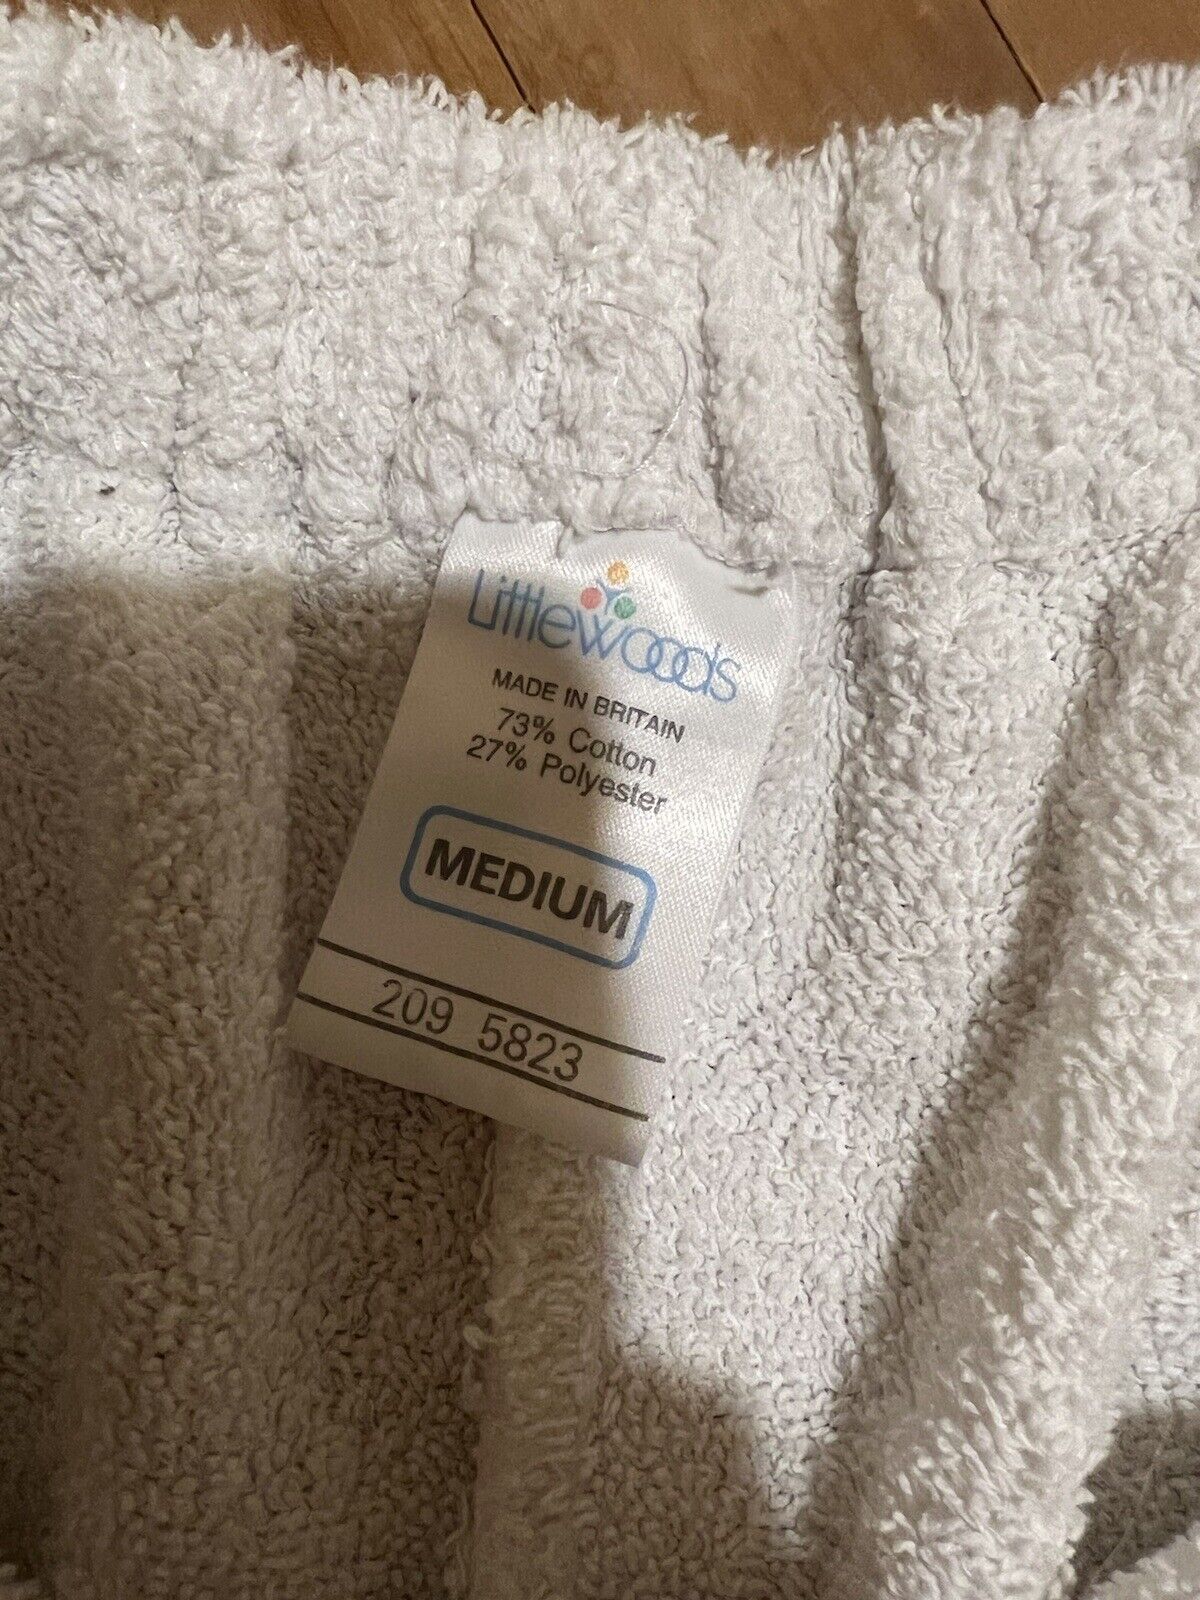 Littlewoods
MADE IN BRITAIN
73% Cotton
27% Polyester
MEDIUM
209 5823